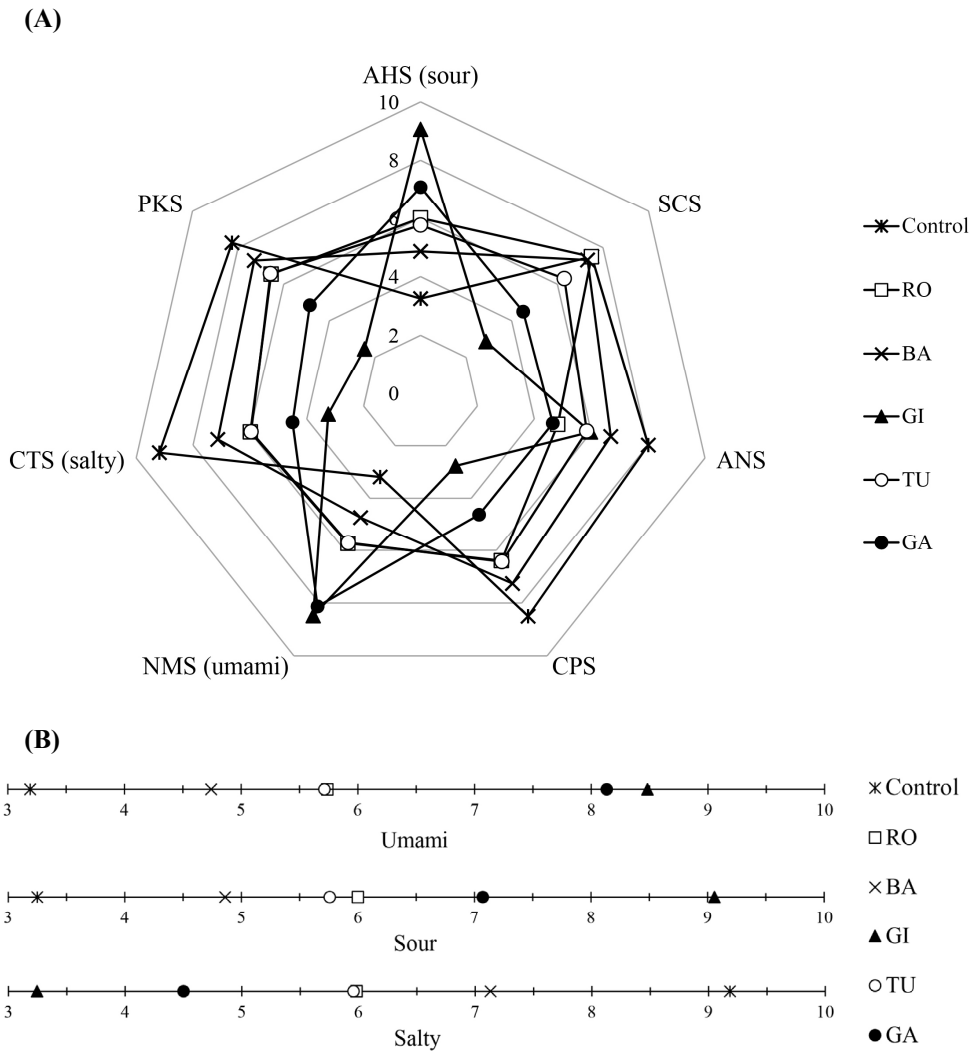 (A)
AHS (sour)
10
8
6
4
2
0
PKS
SCS
CTS (salty)
ANS
NMS (umami)
CPS
Control
RO
BA
GI
TU
GA
(B)
3 4 5 6 7 8 9 10
Umami
3 4 5 6 7 8 9 10
Sour
3 4 5 6 7 8 9 10
Salty
Control
RO
BA
GI
TU
GA